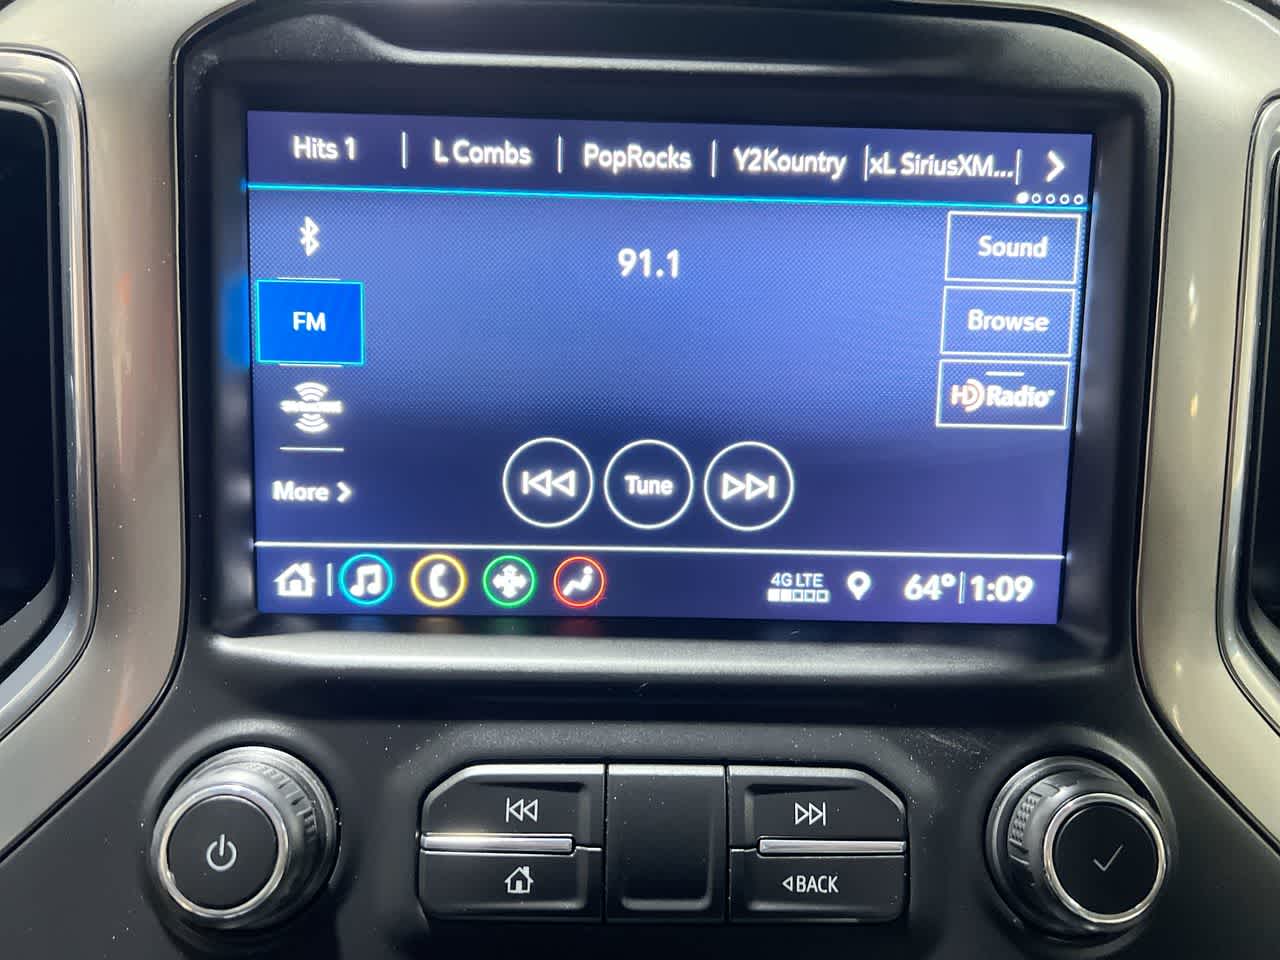 Hits 1 | L Combs | PopRocks | Y2Kountry | xL SiriusXM... |
91.1
Sound
FM
Browse
HD Radio
More
Tune
4G LTE
64° | 1:09
BACK